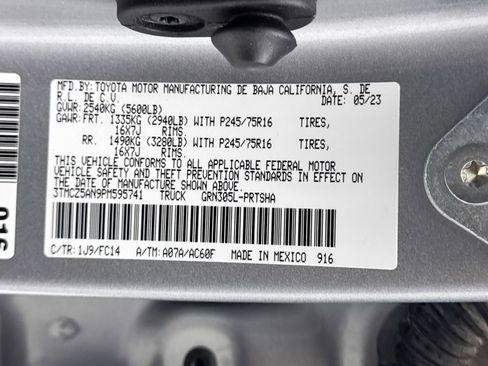 MFD.BY:TOYOTA MOTOR MANUFACTURING DE BAJA CALIFORNIA, S. DE
R.L. DE C.V. DATE: 05/23
GVWR:2540KG (5600LB)
GAWR:FRT. 1335KG (2940LB) WITH P245/75R16 TIRES,
16X7J RIMS,
RR. 1490KG (3280LB) WITH P245/75R16 TIRES,
16X7J RIMS.
THIS VEHICLE CONFORMS TO ALL APPLICABLE FEDERAL MOTOR
VEHICLE SAFETY AND THEFT PREVENTION STANDARDS IN EFFECT ON
THE DATE OF MANUFACTURE SHOWN ABOVE.
3TMCZ5AN9PM595741 TRUCK GRN305L-PRTSHA
C/TR:1J9/FC14 A/TM:A07A/AC60F MADE IN MEXICO 916
916